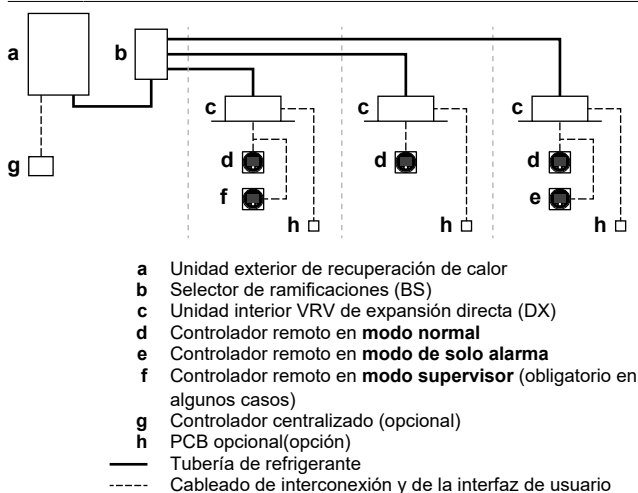 a
b
c
c
c
d
d
d
g
f
e
h
h
h
a Unidad exterior de recuperación de calor
b Selector de ramificaciones (BS)
c Unidad interior VRV de expansión directa (DX)
d Controlador remoto en modo normal
e Controlador remoto en modo de solo alarma
f Controlador remoto en modo supervisor (obligatorio en
algunos casos)
g Controlador centralizado (opcional)
h PCB opcional(opción)
Tubería de refrigerante
Cableado de interconexión y de la interfaz de usuario